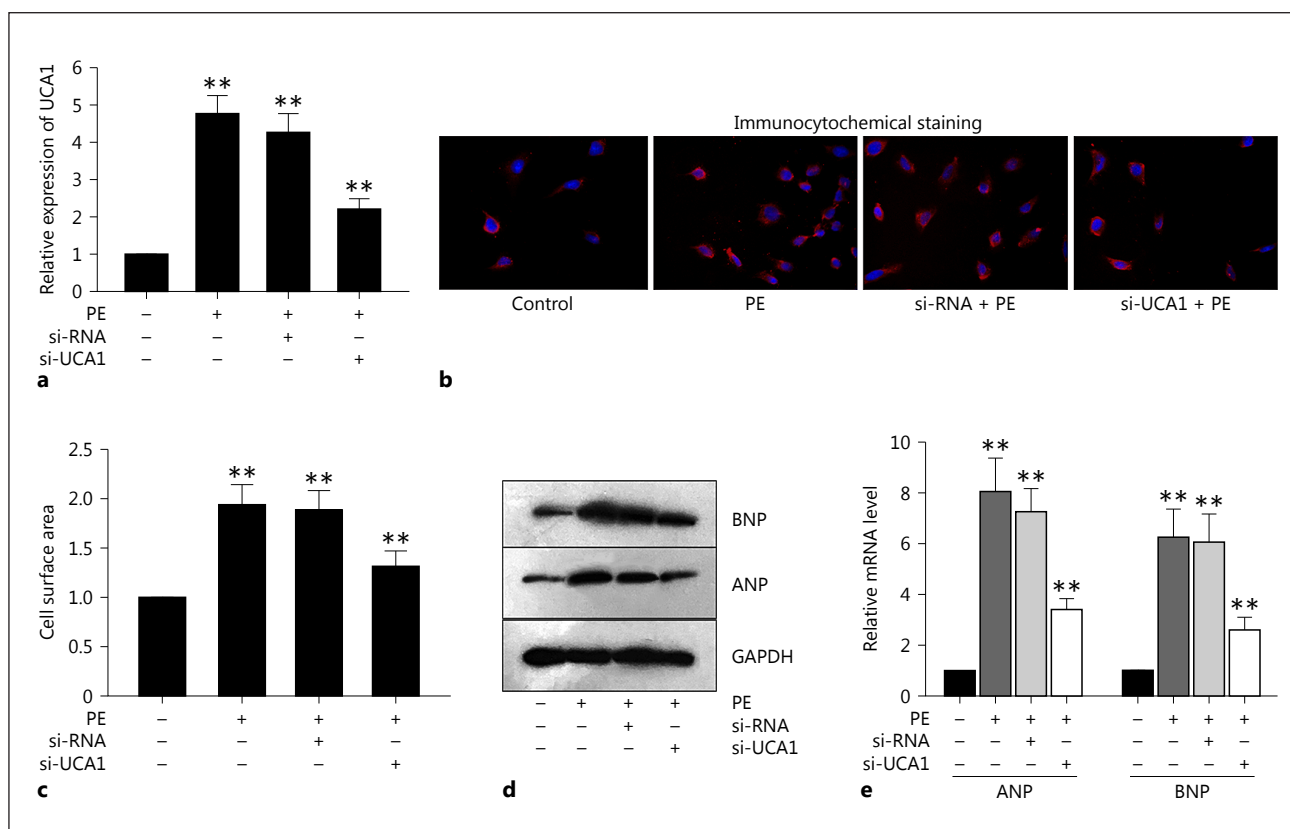 Relative expression of UCA1
6
5
4
3
2
1
0
**
**
**
PE – + + +
si-RNA – – + –
si-UCA1 – – – +
a
Immunocytochemical staining
Control PE si-RNA + PE si-UCA1 + PE
b
Cell surface area
2.5
2.0
1.5
1.0
0.5
0
**
**
**
PE – + + +
si-RNA – – + –
si-UCA1 – – – +
c
BNP
ANP
GAPDH
– + + + PE
– – + – si-RNA
– – – + si-UCA1
d
Relative mRNA level
10
8
6
4
2
0
**
**
**
**
**
**
PE – + + + – + + +
si-RNA – – + – – – + –
si-UCA1 – – – + – – – +
ANP BNP
e